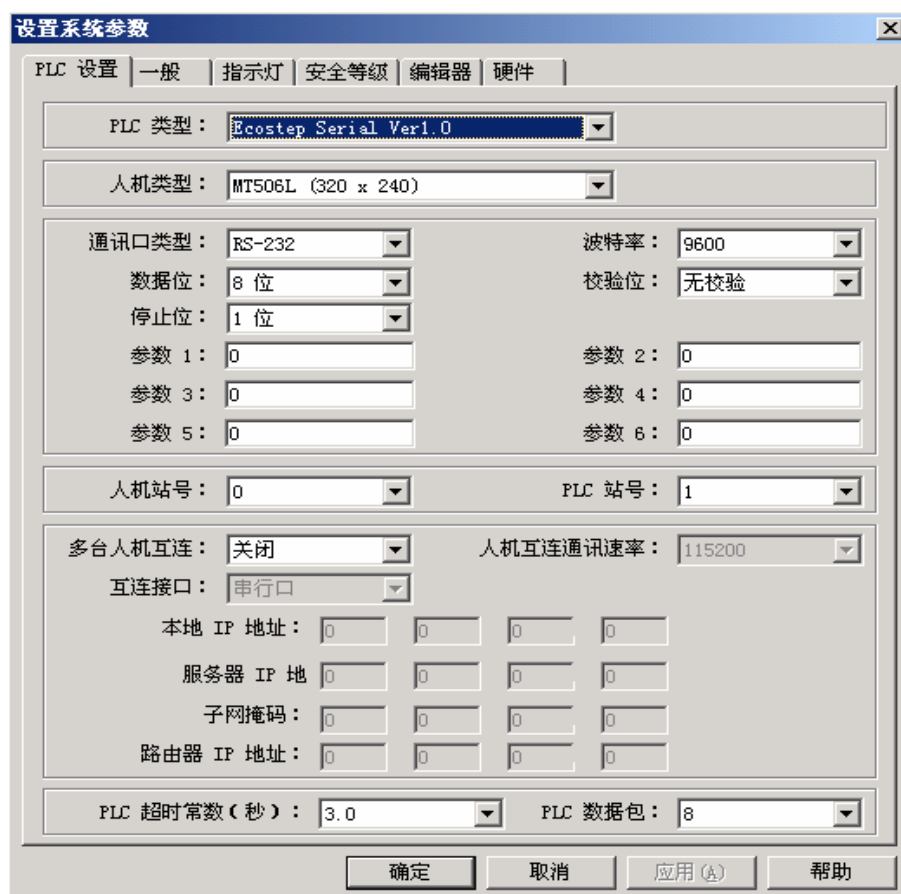 设置系统参数
PLC 设置 一般 指示灯 安全等级 编辑器 硬件
PLC 类型： Ecostep Serial Ver1.0
人机类型： MT506L (320 x 240)
通讯口类型： RS-232 波特率： 9600
数据位： 8 位 校验位： 无校验
停止位： 1 位
参数 1： 0 参数 2： 0
参数 3： 0 参数 4： 0
参数 5： 0 参数 6： 0
人机站号： 0 PLC 站号： 1
多台人机互连： 关闭 人机互连通讯速率： 115200
互连接口： 串行口
本地 IP 地址： 0 0 0 0
服务器 IP 地 0 0 0 0
子网掩码： 0 0 0 0
路由器 IP 地址： 0 0 0 0
PLC 超时常数(秒)： 3.0 PLC 数据包： 8
确定 取消 应用(A) 帮助